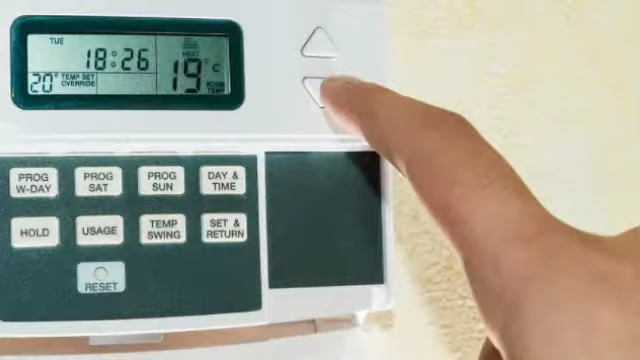 TUE
18:26
HEAT
19°C
20° TEMP SET
OVERRIDE
ROOM
TEMP
PROG
W-DAY
PROG
SAT
PROG
SUN
DAY &
TIME
HOLD
USAGE
TEMP
SWING
SET &
RETURN
RESET